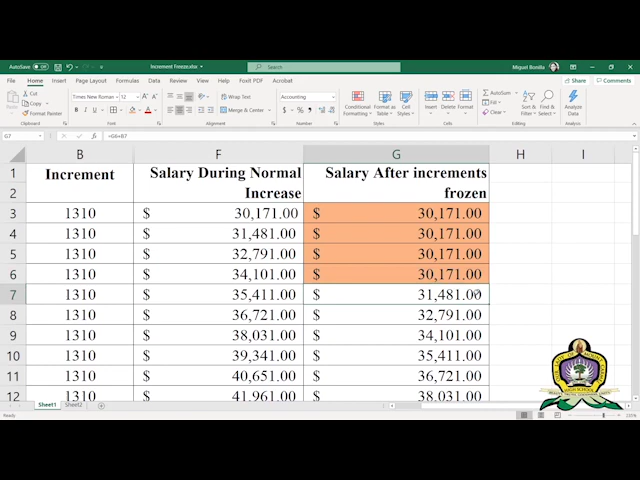 AutoSave Off Increment Freeze.xlsx Search Miguel Bonilla
File Home Insert Page Layout Formulas Data Review View Help Foxit PDF Acrobat Share Comments
Cut
Copy
Format Painter
Times New Roman 12
Wrap Text
Merge & Center
Accounting
Conditional Formatting
Format as Table
Cell Styles
Insert Delete Format
AutoSum
Fill
Clear
Sort & Filter
Find & Select
Analyze Data
Clipboard Font Alignment Number Styles Cells Editing Analysis
G7 fx =G6+B7
B F G H I
1 Increment Salary During Normal Salary After increments
2 Increase frozen
3 1310 $ 30,171.00 $ 30,171.00
4 1310 $ 31,481.00 $ 30,171.00
5 1310 $ 32,791.00 $ 30,171.00
6 1310 $ 34,101.00 $ 30,171.00
7 1310 $ 35,411.00 $ 31,481.00
8 1310 $ 36,721.00 $ 32,791.00
9 1310 $ 38,031.00 $ 34,101.00
10 1310 $ 39,341.00 $ 35,411.00
11 1310 $ 40,651.00 $ 36,721.00
12 1310 $ 41,961.00 $ 38,031.00
HIGH SCHOOL
Sheet1 Sheet2
Ready